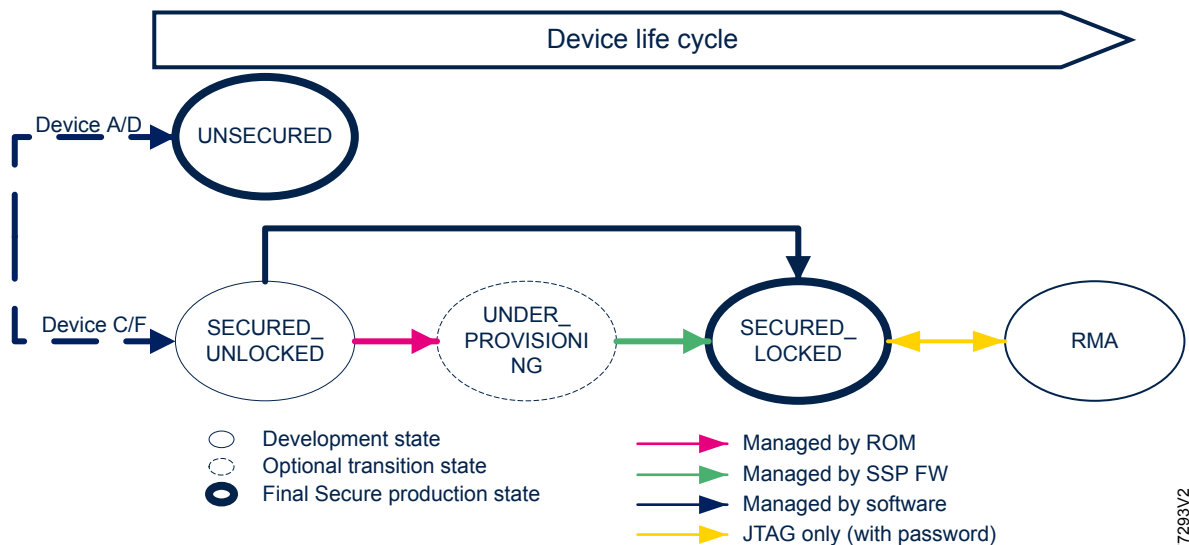 Device life cycle
Device A/D
UNSECURED
Device C/F
SECURED_
UNLOCKED
UNDER_
PROVISIONI
NG
SECURED_
LOCKED
RMA
Development state
Optional transition state
Final Secure production state
Managed by ROM
Managed by SSP FW
Managed by software
JTAG only (with password)
7293V2